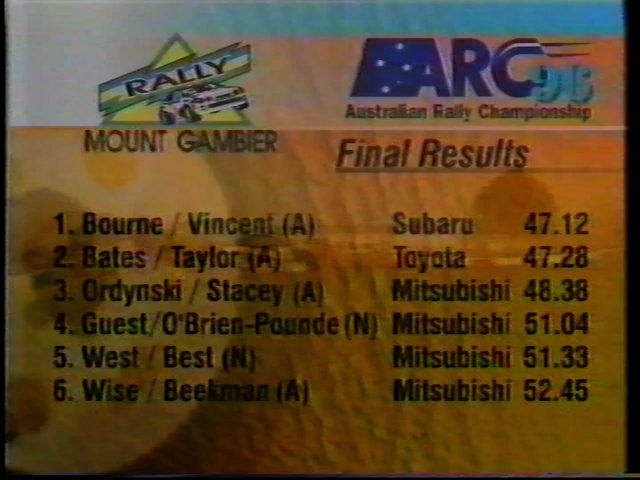 RALLY
MOUNT GAMBIER
ARC 96
Australian Rally Championship
Final Results
1. Bourne / Vincent (A) Subaru 47.12
2. Bates / Taylor (A) Toyota 47.28
3. Ordynski / Stacey (A) Mitsubishi 48.38
4. Guest/O'Brien-Pounde (N) Mitsubishi 51.04
5. West / Best (N) Mitsubishi 51.33
6. Wise / Beekman (A) Mitsubishi 52.45